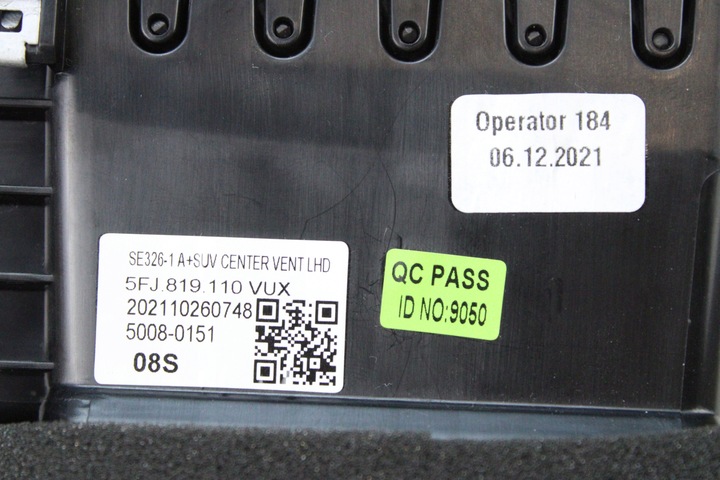 Operator 184
06.12.2021
SE326-1 A+SUV CENTER VENT LHD
5FJ.819.110 VUX
202110260748
5008-0151
08S
QC PASS
ID NO:9050